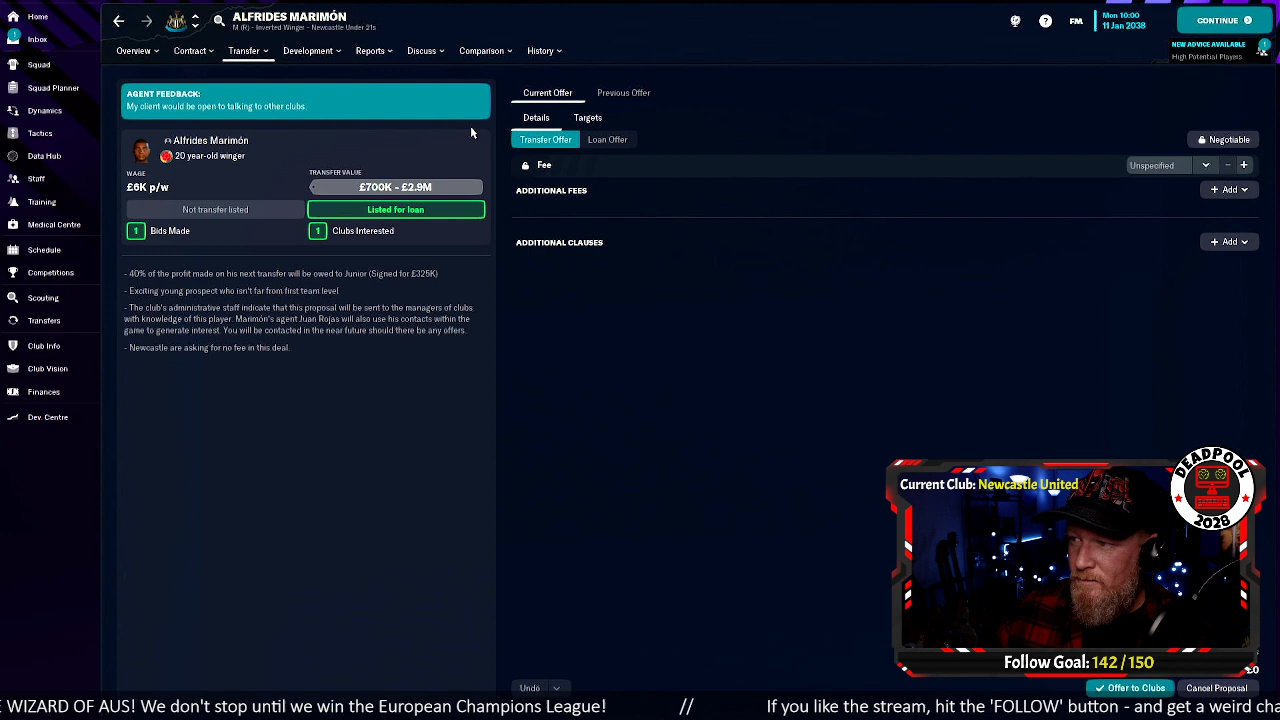 Home
ALFRIDES MARIMÓN
M (R) - Inverted Winger - Newcastle Under 21s
FM
Mon 10:00
11 Jan 2038
CONTINUE
Inbox
NEW ADVICE AVAILABLE
High Potential Players
Overview
Contract
Transfer
Development
Reports
Discuss
Comparison
History
Squad
Squad Planner
Dynamics
Tactics
Data Hub
Staff
Training
Medical Centre
Schedule
Competitions
Scouting
Transfers
Club Info
Club Vision
Finances
Dev. Centre
AGENT FEEDBACK:
My client would be open to talking to other clubs.
Alfrides Marimón
20 year-old winger
WAGE
£6K p/w
TRANSFER VALUE
£700K - £2.9M
Not transfer listed
Listed for loan
1 Bids Made
1 Clubs Interested
- 40% of the profit made on his next transfer will be owed to Junior (Signed for £325K)
- Exciting young prospect who isn't far from first team level
- The club's administrative staff indicate that this proposal will be sent to the managers of clubs
with knowledge of this player. Marimón's agent Juan Rojas will also use his contacts within the
game to generate interest. You will be contacted in the near future should there be any offers.
- Newcastle are asking for no fee in this deal.
Current Offer
Previous Offer
Details
Targets
Transfer Offer
Loan Offer
Negotiable
Fee
Unspecified
ADDITIONAL FEES
+ Add
ADDITIONAL CLAUSES
+ Add
Current Club: Newcastle United
DEADPOOL
2028
Follow Goal: 142 / 150
Undo
Offer to Clubs
Cancel Proposal
E WIZARD OF AUS! We don't stop until we win the European Champions League! // If you like the stream, hit the 'FOLLOW' button - and get a weird cha